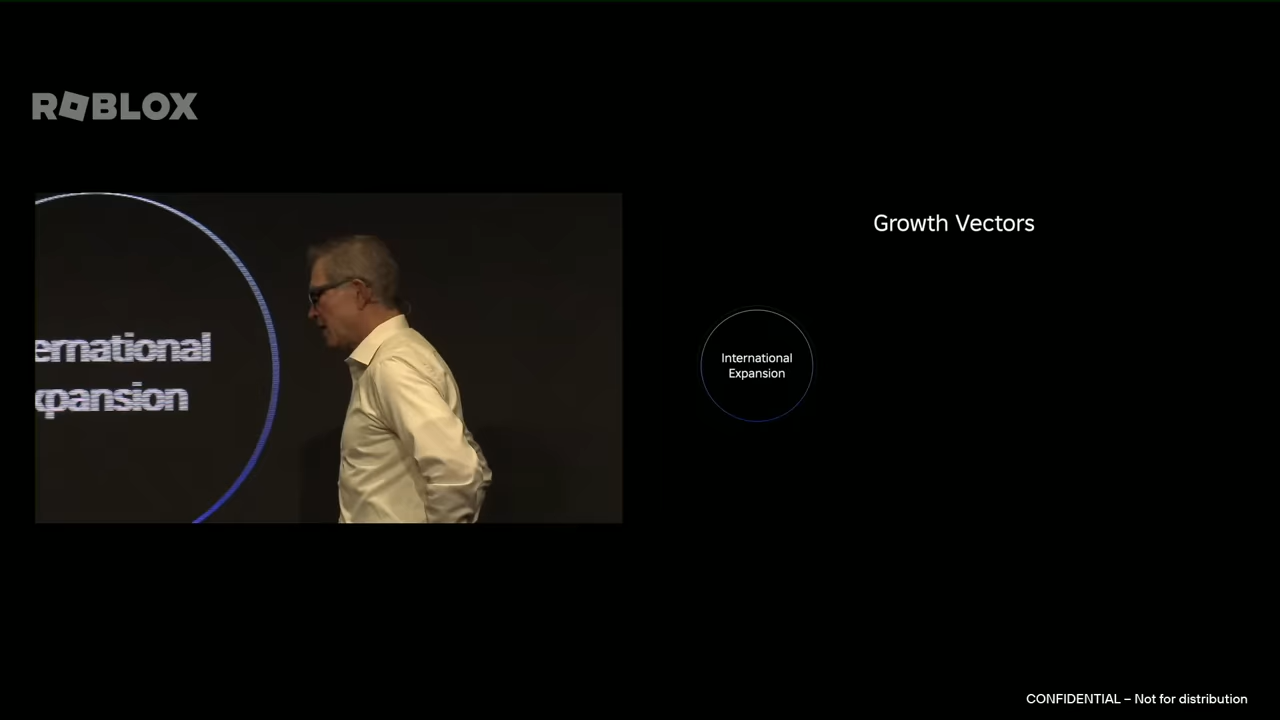 ROBLOX
ernational
xpansion
Growth Vectors
International
Expansion
CONFIDENTIAL – Not for distribution